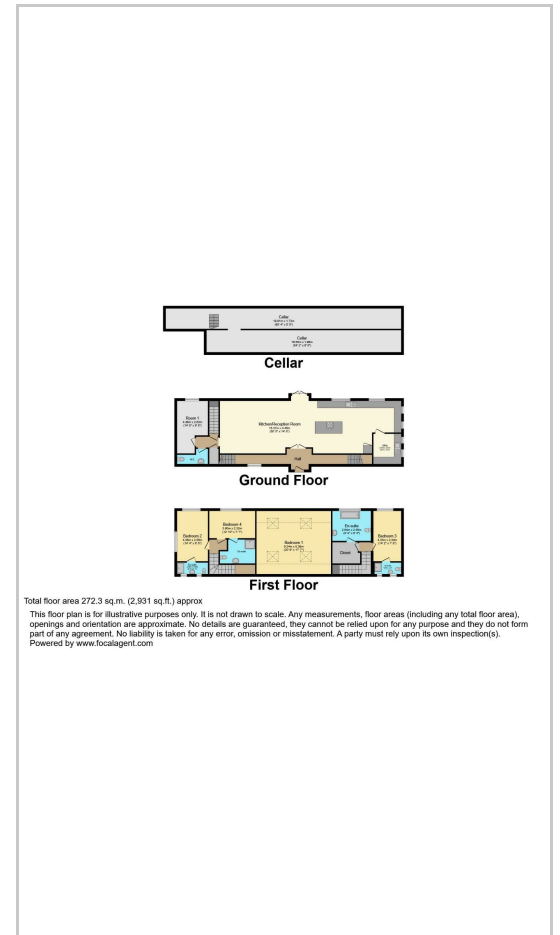 Cellar
Cellar
Cellar
Room 1
Kitchen/Reception Room
Hall
Ground Floor
Bedroom 2
Bedroom 4
Bedroom 1
En-suite
Closet
Bedroom 3
First Floor
Total floor area 272.3 sq.m. (2,931 sq.ft.) approx
This floor plan is for illustrative purposes only. It is not drawn to scale. Any measurements, floor areas (including any total floor area),
openings and orientation are approximate. No details are guaranteed, they cannot be relied upon for any purpose and they do not form
part of any agreement. No liability is taken for any error, omission or misstatement. A party must rely upon its own inspection(s).
Powered by www.focalagent.com